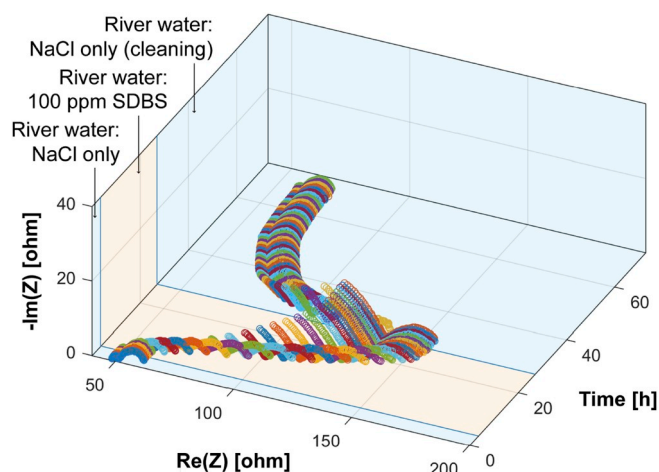 River water:
NaCl only (cleaning)
River water:
100 ppm SDBS
River water:
NaCl only
40
20
0
-Im(Z) [ohm]
50
100
150
200
Re(Z) [ohm]
0
20
40
60
Time [h]